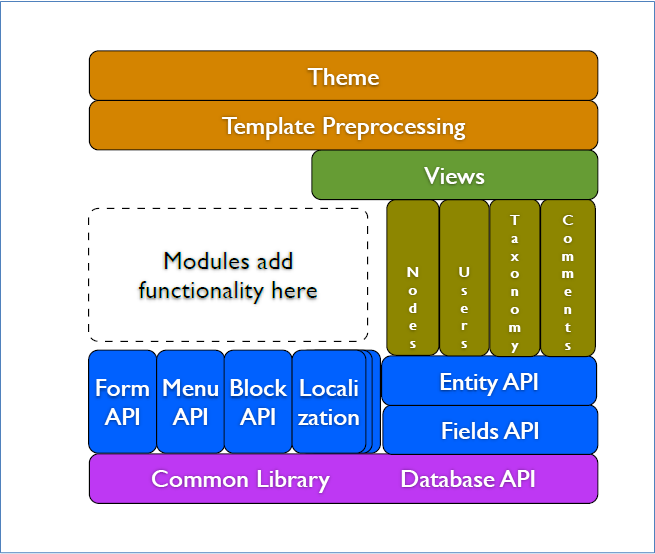 Theme
Template Preprocessing
Views
Modules add
functionality here
Nodes
Users
Taxonomy
Comments
Form
API
Menu
API
Block
API
Locali
zation
Entity API
Fields API
Common Library
Database API